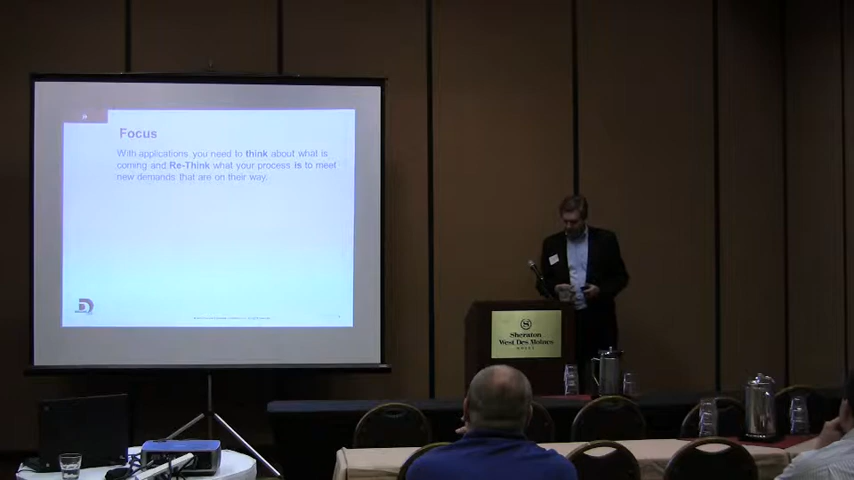 Focus
With applications you need to think about what is
coming and Re-Think what your process is to meet
new demands that are on their way.
Sheraton
West Des Moines
HOTEL